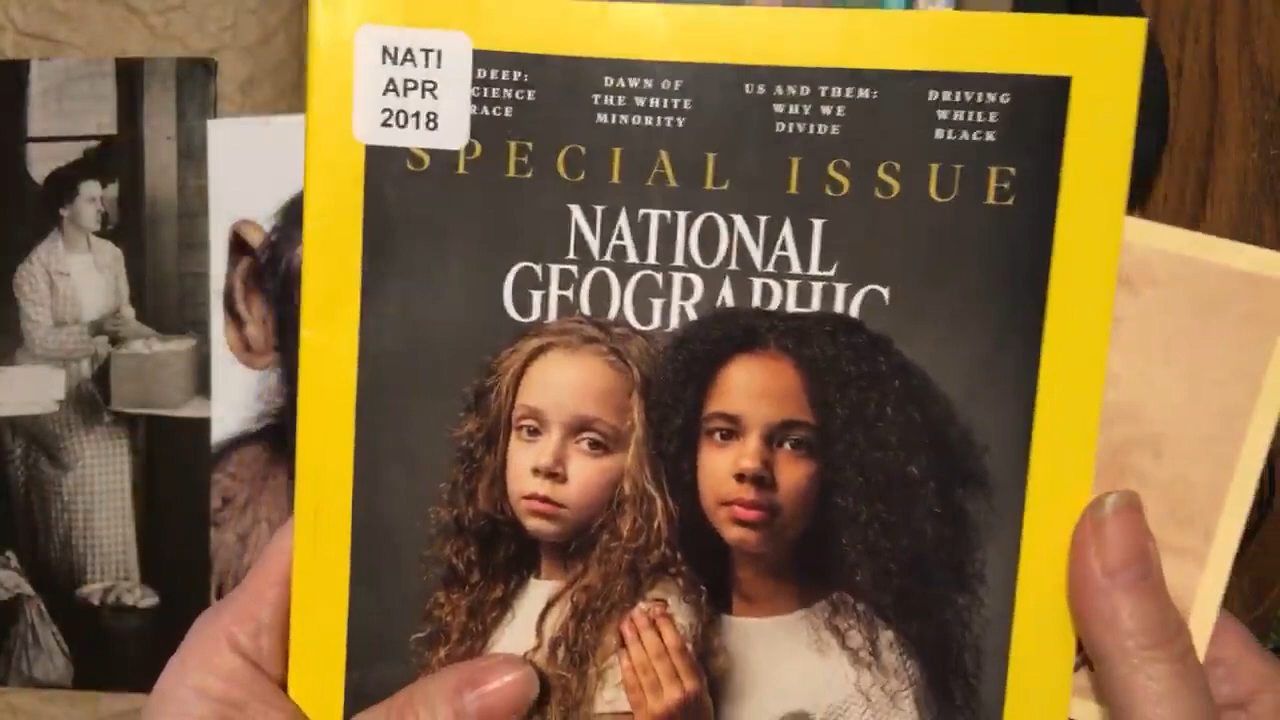 NATI
APR
2018
DEEP:
CIENCE
RACE
DAWN OF
THE WHITE
MINORITY
US AND THEM:
WHY WE
DIVIDE
DRIVING
WHILE
BLACK
SPECIAL ISSUE
NATIONAL
GEOGRAPHIC